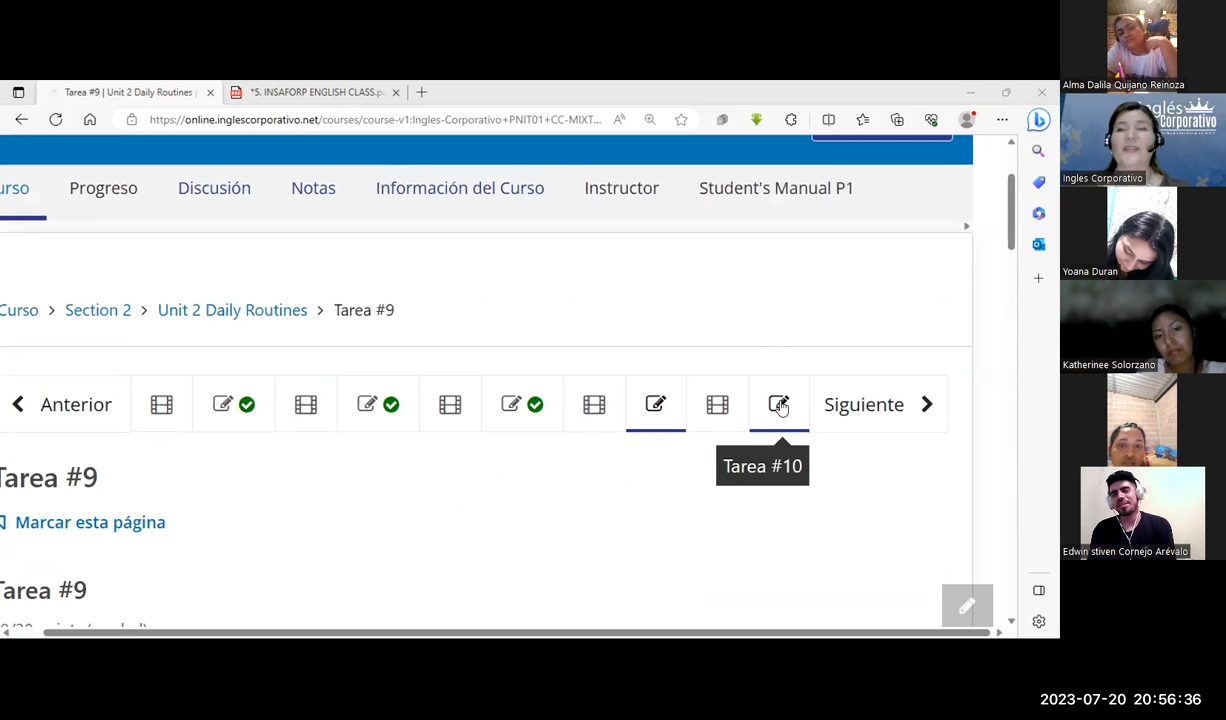 Tarea #9 | Unit 2 Daily Routines |
*5. INSAFORP ENGLISH CLASS.p
https://online.inglescorporativo.net/courses/course-v1:Ingles-Corporativo+PNIT01+CC-MIXT...
urso
Progreso
Discusión
Notas
Información del Curso
Instructor
Student's Manual P1
Curso > Section 2 > Unit 2 Daily Routines > Tarea #9
Anterior
Siguiente
Tarea #10
Tarea #9
Marcar esta página
Tarea #9
Alma Dalila Quijano Reinoza
Inglés
Corporativo
Ingles Corporativo
Yoana Duran
Katherinee Solorzano
Edwin stiven Cornejo Arévalo
2023-07-20 20:56:36